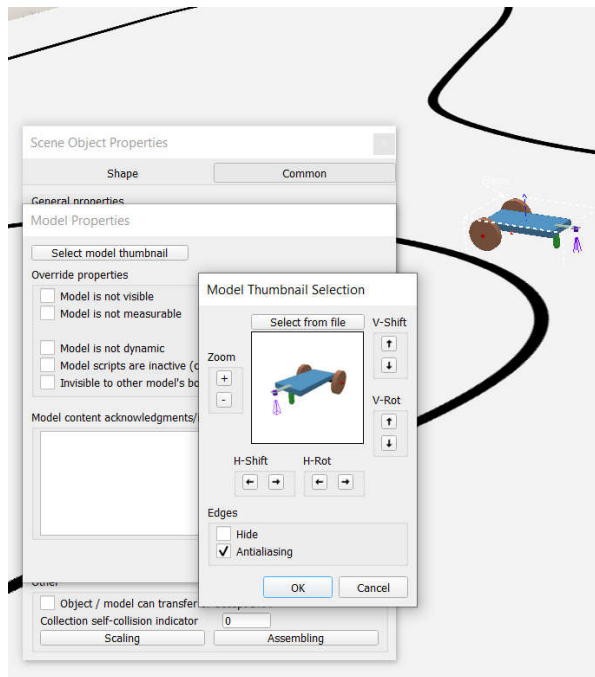 Scene Object Properties
Shape
Common
General properties
Model Properties
Select model thumbnail
Override properties
Model is not visible
Model is not measurable
Model is not dynamic
Model scripts are inactive (
Invisible to other model's bo
Model content acknowledgments/
Model Thumbnail Selection
Select from file
V-Shift
Zoom
+
-
V-Rot
H-Shift
H-Rot
Edges
Hide
Antialiasing
OK
Cancel
Other
Object / model can transfer
Collection self-collision indicator
0
Scaling
Assembling